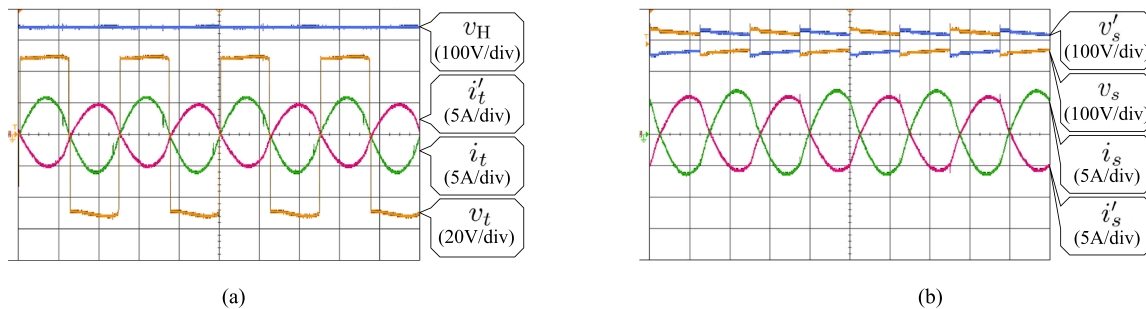 v_H
(100V/div)
i'_t
(5A/div)
i_t
(5A/div)
v_t
(20V/div)
(a)
v'_s
(100V/div)
v_s
(100V/div)
i_s
(5A/div)
i'_s
(5A/div)
(b)